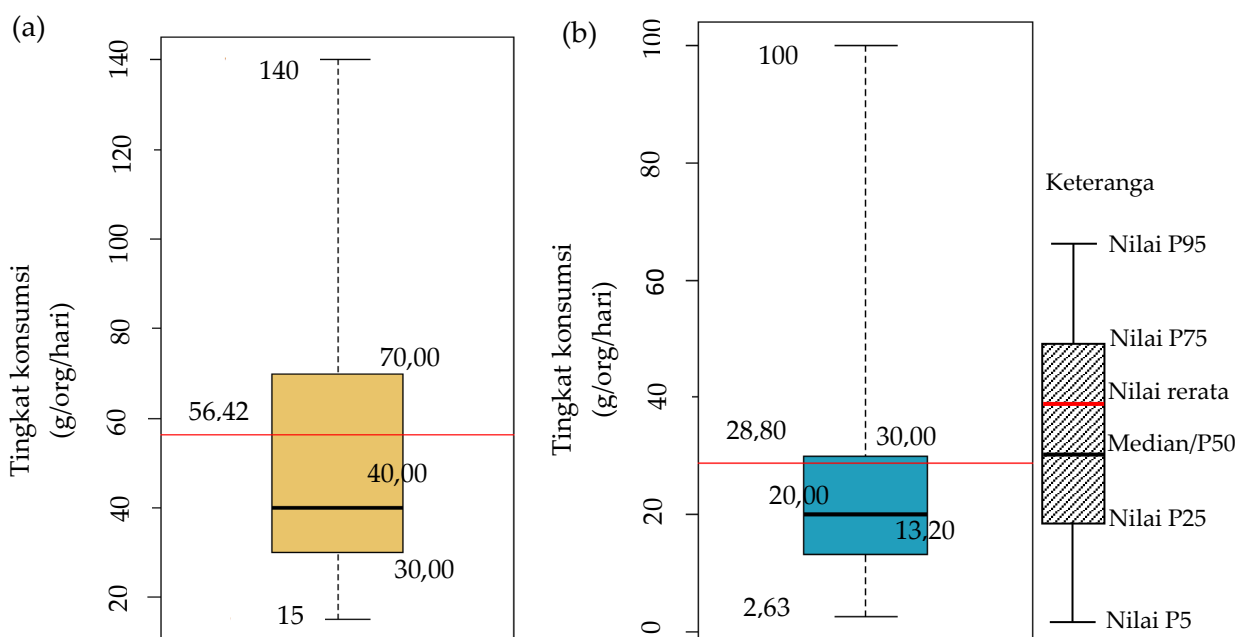 (a)
Tingkat konsumsi
(g/org/hari)
140
120
100
80
60
40
20
140
70,00
56,42
40,00
30,00
15
(b)
Tingkat konsumsi
(g/org/hari)
100
80
60
40
20
0
100
28,80
30,00
20,00
13,20
2,63
Keteranga
Nilai P95
Nilai P75
Nilai rerata
Median/P50
Nilai P25
Nilai P5